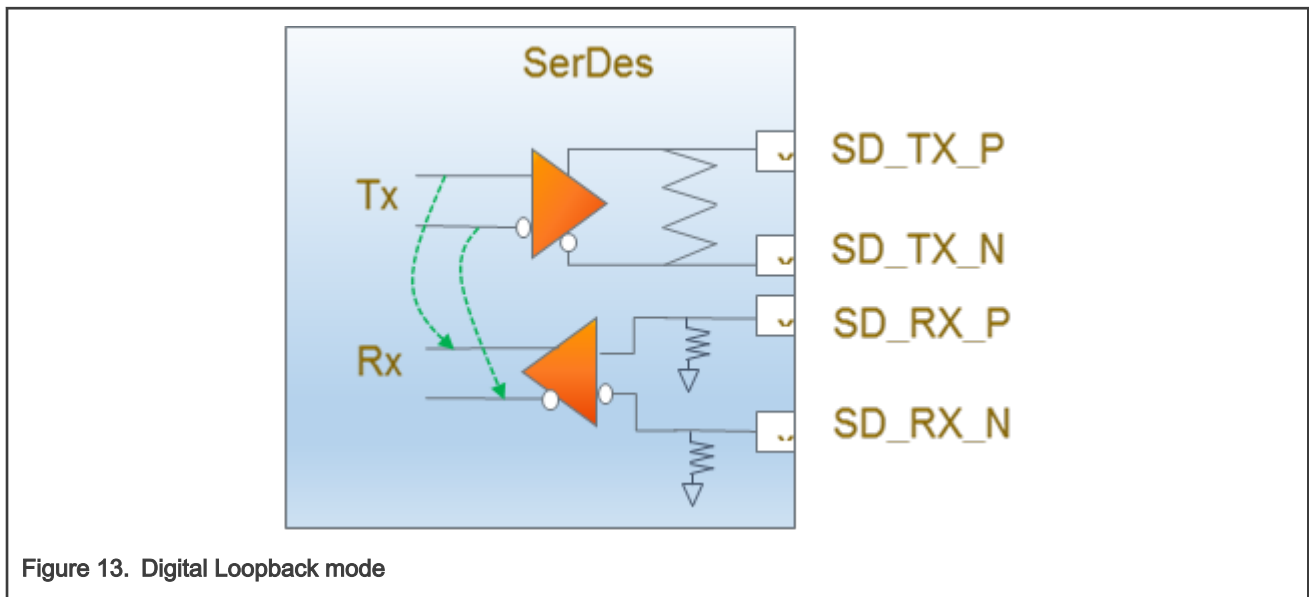 SerDes
SD_TX_P
Tx
SD_TX_N
SD_RX_P
Rx
SD_RX_N
Figure 13. Digital Loopback mode